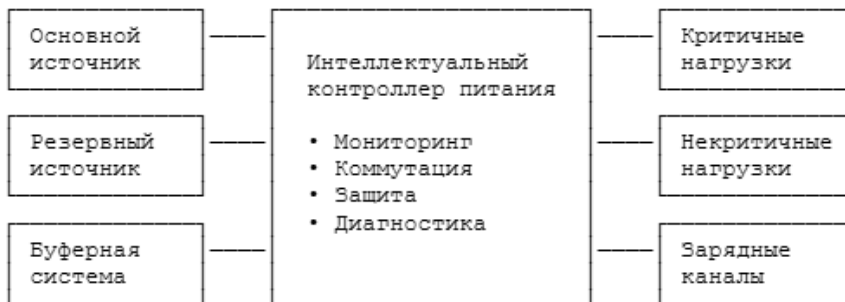 Основной
источник
Резервный
источник
Буферная
система
Интеллектуальный
контроллер питания
• Мониторинг
• Коммутация
• Защита
• Диагностика
Критичные
нагрузки
Некритичные
нагрузки
Зарядные
каналы